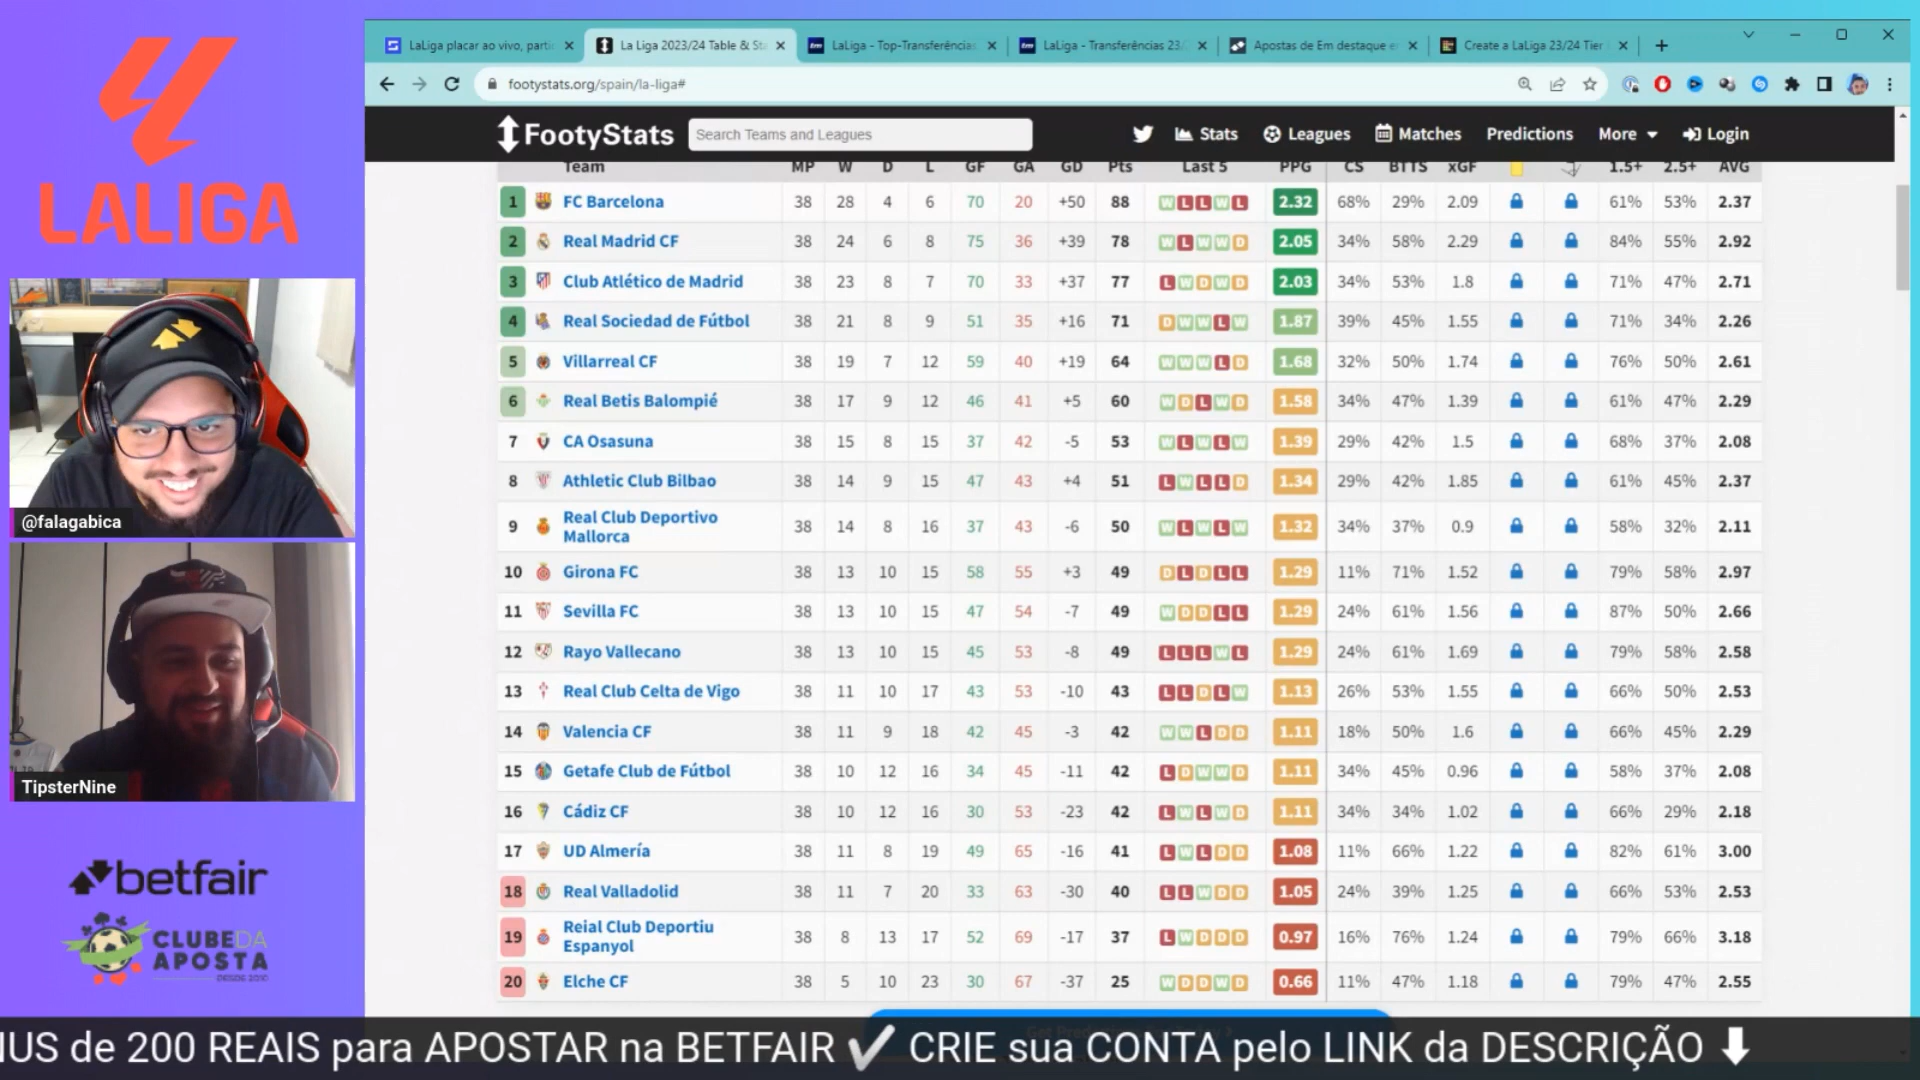 LALIGA
@falagabica
TipsterNine
betfair
CLUBEDA
APOSTA
DESDE 2010
LaLiga placar ao vivo, partic
La Liga 2023/24 Table & Sta
LaLiga - Top-Transferências
LaLiga - Transferências 23/
Apostas de Em destaque e
Create a LaLiga 23/24 Tier
footystats.org/spain/la-liga#
FootyStats
Search Teams and Leagues
Stats Leagues Matches Predictions More Login
Team MP W D L GF GA GD Pts Last 5 PPG CS BTTS xGF 1.5+ 2.5+ AVG
1 FC Barcelona 38 28 4 6 70 20 +50 88 W L L W L 2.32 68% 29% 2.09 61% 53% 2.37
2 Real Madrid CF 38 24 6 8 75 36 +39 78 W L W W D 2.05 34% 58% 2.29 84% 55% 2.92
3 Club Atlético de Madrid 38 23 8 7 70 33 +37 77 L W D W D 2.03 34% 53% 1.8 71% 47% 2.71
4 Real Sociedad de Fútbol 38 21 8 9 51 35 +16 71 D W W L W 1.87 39% 45% 1.55 71% 34% 2.26
5 Villarreal CF 38 19 7 12 59 40 +19 64 W W W L D 1.68 32% 50% 1.74 76% 50% 2.61
6 Real Betis Balompié 38 17 9 12 46 41 +5 60 W D L W D 1.58 34% 47% 1.39 61% 47% 2.29
7 CA Osasuna 38 15 8 15 37 42 -5 53 W L W L W 1.39 29% 42% 1.5 68% 37% 2.08
8 Athletic Club Bilbao 38 14 9 15 47 43 +4 51 L W L L D 1.34 29% 42% 1.85 61% 45% 2.37
9 Real Club Deportivo
Mallorca 38 14 8 16 37 43 -6 50 W L W L W 1.32 34% 37% 0.9 58% 32% 2.11
10 Girona FC 38 13 10 15 58 55 +3 49 D L D L L 1.29 11% 71% 1.52 79% 58% 2.97
11 Sevilla FC 38 13 10 15 47 54 -7 49 W D D L L 1.29 24% 61% 1.56 87% 50% 2.66
12 Rayo Vallecano 38 13 10 15 45 53 -8 49 L L L W L 1.29 24% 61% 1.69 79% 58% 2.58
13 Real Club Celta de Vigo 38 11 10 17 43 53 -10 43 L L D L W 1.13 26% 53% 1.55 66% 50% 2.53
14 Valencia CF 38 11 9 18 42 45 -3 42 W W L D D 1.11 18% 50% 1.6 66% 45% 2.29
15 Getafe Club de Fútbol 38 10 12 16 34 45 -11 42 L D W W D 1.11 34% 45% 0.96 58% 37% 2.08
16 Cádiz CF 38 10 12 16 30 53 -23 42 L W L W D 1.11 34% 34% 1.02 66% 29% 2.18
17 UD Almería 38 11 8 19 49 65 -16 41 L W L D D 1.08 11% 66% 1.22 82% 61% 3.00
18 Real Valladolid 38 11 7 20 33 63 -30 40 L L W D D 1.05 24% 39% 1.25 66% 53% 2.53
19 Reial Club Deportiu
Espanyol 38 8 13 17 52 69 -17 37 L W D D D 0.97 16% 76% 1.24 79% 66% 3.18
20 Elche CF 38 5 10 23 30 67 -37 25 W D D W D 0.66 11% 47% 1.18 79% 47% 2.55
NUS de 200 REAIS para APOSTAR na BETFAIR ✔ CRIE sua CONTA pelo LINK da DESCRIÇÃO ⬇